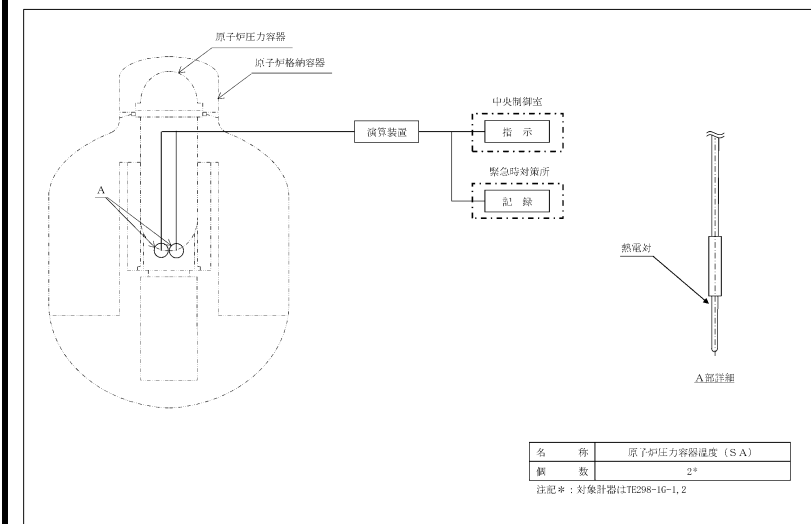 原子炉圧力容器
原子炉格納容器
中央制御室
演算装置
指 示
緊急時対策所
記 録
A
熱電対
A部詳細
名 称 原子炉圧力容器温度（SA）
個 数 2*
注記＊：対象計器はTE298-1G-1,2